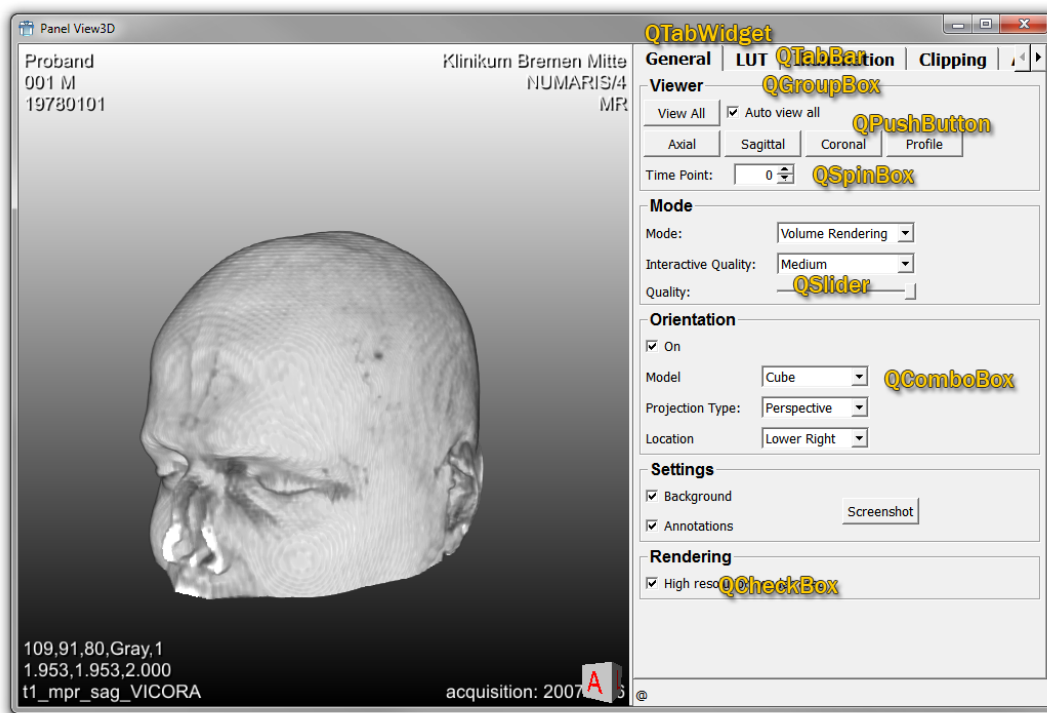 Panel View3D
Proband
001 M
19780101
Klinikum Bremen Mitte
NUMARIS/4
MR
109,91,80,Gray,1
1.953,1.953,2.000
t1_mpr_sag_VICORA
acquisition: 2007
A
QTabWidget
General LUT QTabBar Clipping
QGroupBox
Viewer
View All Auto view all
QPushButton
Axial Sagittal Coronal Profile
Time Point: 0 QSpinBox
Mode
Mode: Volume Rendering
Interactive Quality: Medium
QSlider
Quality:
Orientation
On
Model Cube QComboBox
Projection Type: Perspective
Location Lower Right
Settings
Background
Annotations
Screenshot
Rendering
High QCheckBox
@